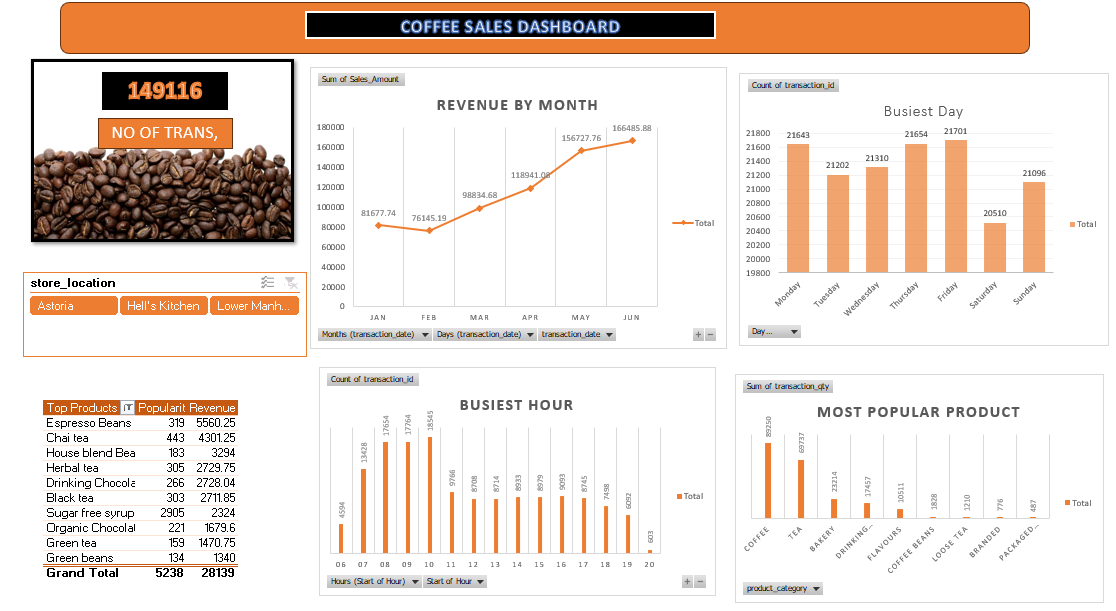 COFFEE SALES DASHBOARD
149116
NO OF TRANS,
store_location
Astoria
Hell's Kitchen
Lower Manh...
Top Products Popularit Revenue
Espresso Beans 319 5560.25
Chai tea 443 4301.25
House blend Bea 183 3294
Herbal tea 305 2729.75
Drinking Chocola 266 2728.04
Black tea 303 2711.85
Sugar free syrup 2905 2324
Organic Chocolat 221 1679.6
Green tea 159 1470.75
Green beans 134 1340
Grand Total 5238 28139
Sum of Sales_Amount
REVENUE BY MONTH
180000
160000
140000
120000
100000
80000
60000
40000
20000
0
81677.74
76145.19
98834.68
118941.08
156727.76
166485.88
JAN FEB MAR APR MAY JUN
Total
Months (transaction_date) Days (transaction_date) transaction_date
Count of transaction_id
Busiest Day
21800
21600
21400
21200
21000
20800
20600
20400
20200
20000
19800
21643
21202
21310
21654
21701
20510
21096
Monday
Tuesday
Wednesday
Thursday
Friday
Saturday
Sunday
Total
Day...
Count of transaction_id
BUSIEST HOUR
4594
13428
17654
17764
18545
9766
8708
8714
8933
8979
9093
8745
7498
6092
603
06 07 08 09 10 11 12 13 14 15 16 17 18 19 20
Total
Hours (Start of Hour) Start of Hour
Sum of transaction_qty
MOST POPULAR PRODUCT
89250
69737
23214
17457
10511
1828
1210
776
487
COFFEE
TEA
BAKERY
DRINKING...
FLAVOURS
COFFEE BEANS
LOOSE TEA
BRANDED
PACKAGED...
Total
product_category